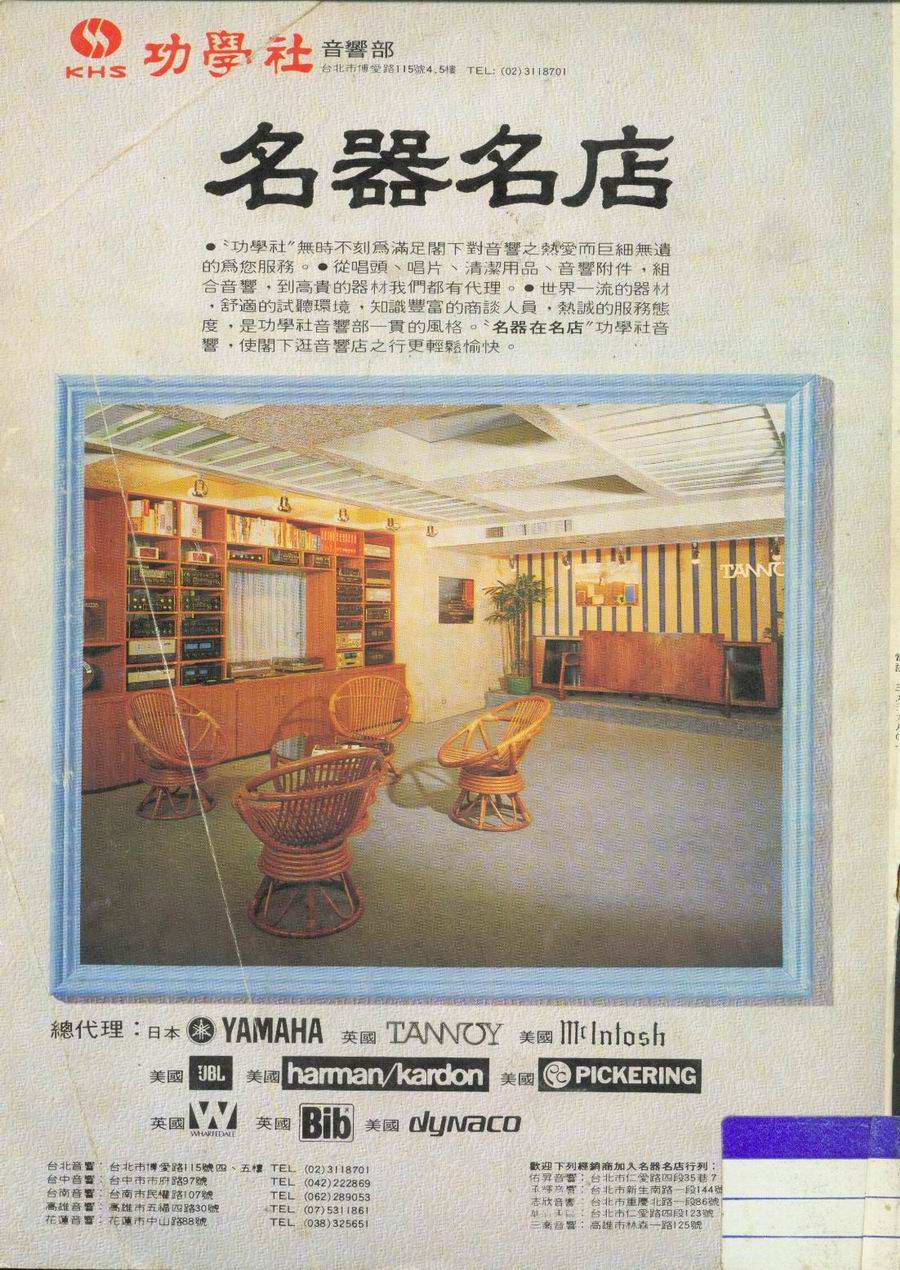 KHS 功學社 音響部
台北市博愛路115號4.5樓 TEL: (02)3118701
名器名店
●〝功學社〞無時不刻爲滿足閣下對音響之熱愛而巨細無遺
的爲您服務。●從唱頭、唱片、清潔用品、音響附件，組
合音響，到高貴的器材我們都有代理。●世界一流的器材
，舒適的試聽環境，知識豐富的商談人員，熱誠的服務態
度，是功學社音響部一貫的風格。〝名器在名店〞功學社音
響，使閣下逛音響店之行更輕鬆愉快。
TANNO
總代理：日本 YAMAHA 英國 TANNOY 美國 McIntosh
美國 JBL 美國 harman/kardon 美國 PC PICKERING
英國 W WHARFEDALE 英國 Bib 美國 dynaco
台北音響：台北市博愛路115號四、五樓 TEL (02)3118701
台中音響：台中市市府路97號 TEL (042)222869
台南音響：台南市民權路107號 TEL (062)289053
高雄音響：高雄市五福四路30號 TEL (07)5311861
花蓮音響：花蓮市中山路88號 TEL (038)325651
歡迎下列經銷商加入名器名店行列：
佑昇音響：台北市仁愛路四段35巷7
音響：台北市新生南路一段144號
志欣音響：台北市重慶北路一段86號
台北市仁愛路四段123號
三高音響：高雄市林森一路125號